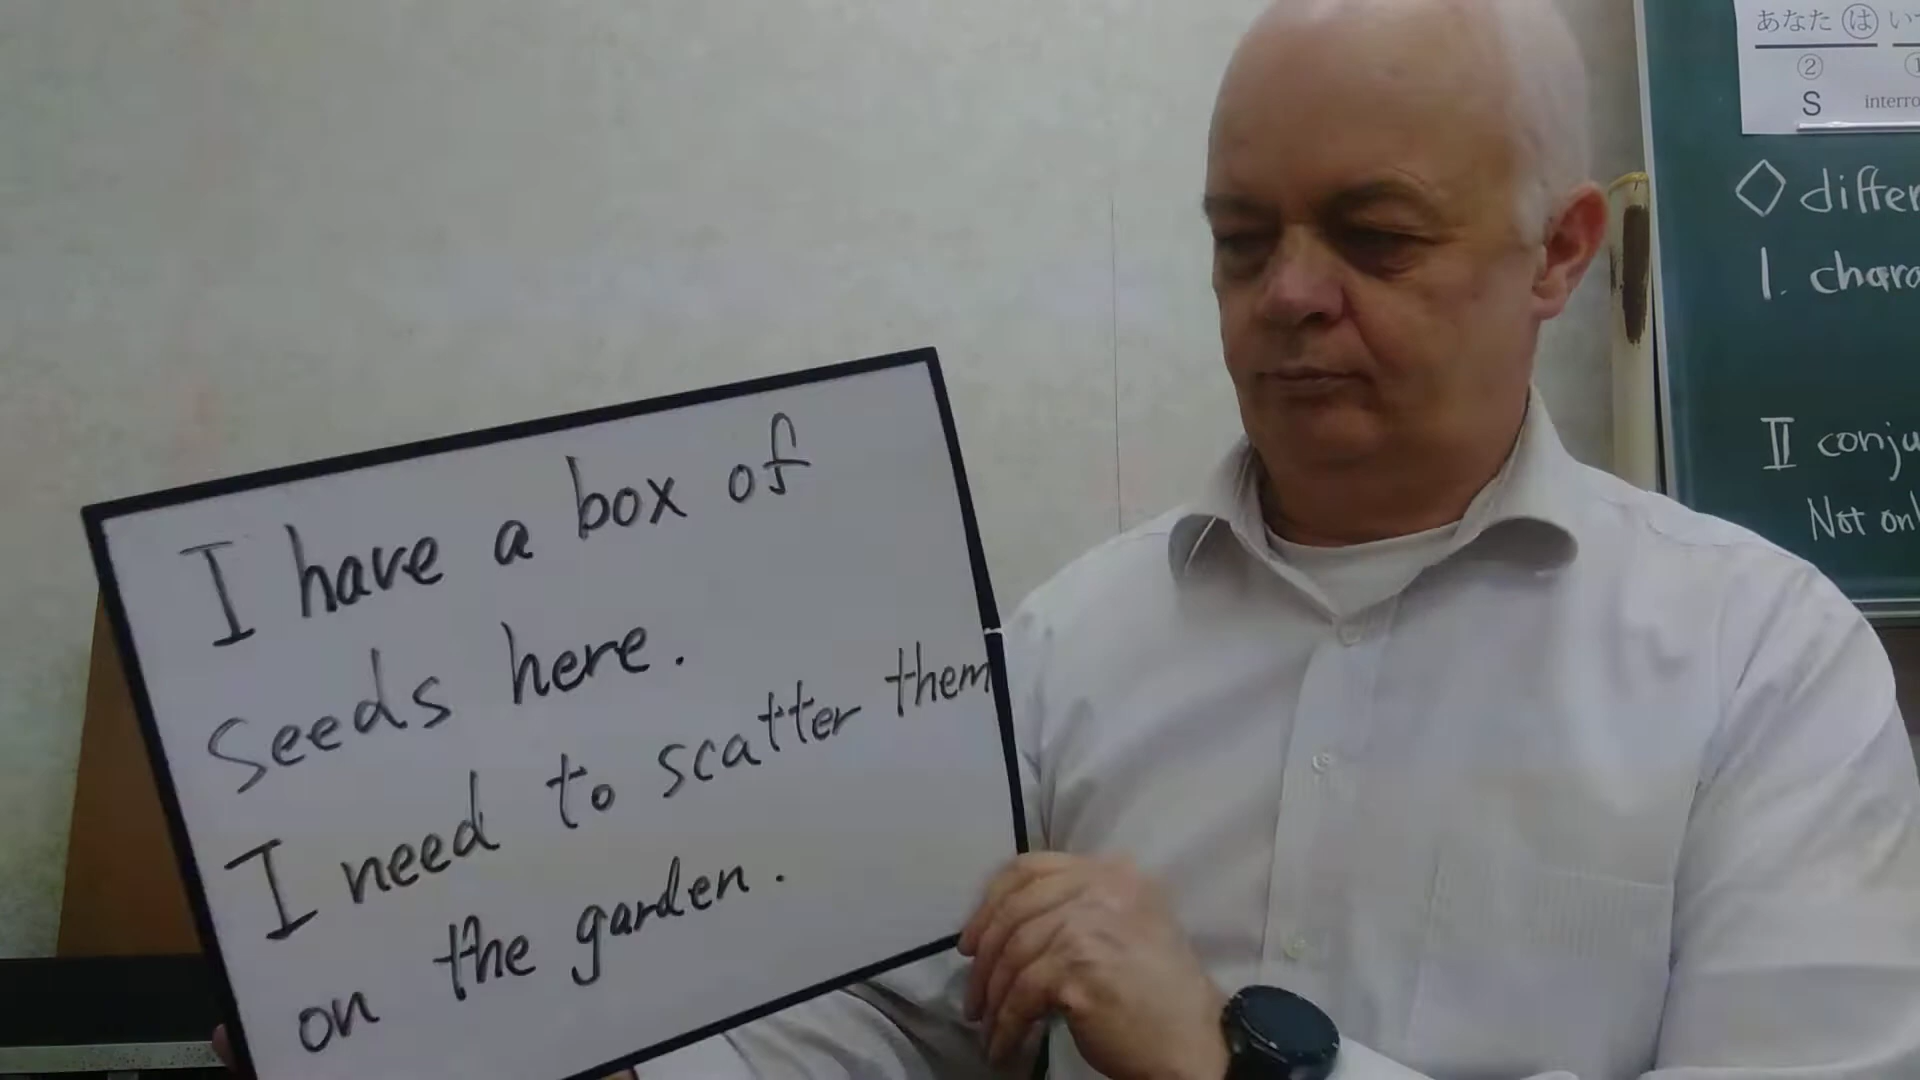 I have a box of
seeds here.
I need to scatter them
on the garden.
あなた は
② 
S interro
◇ differ
I. chara
II conju
Not onl